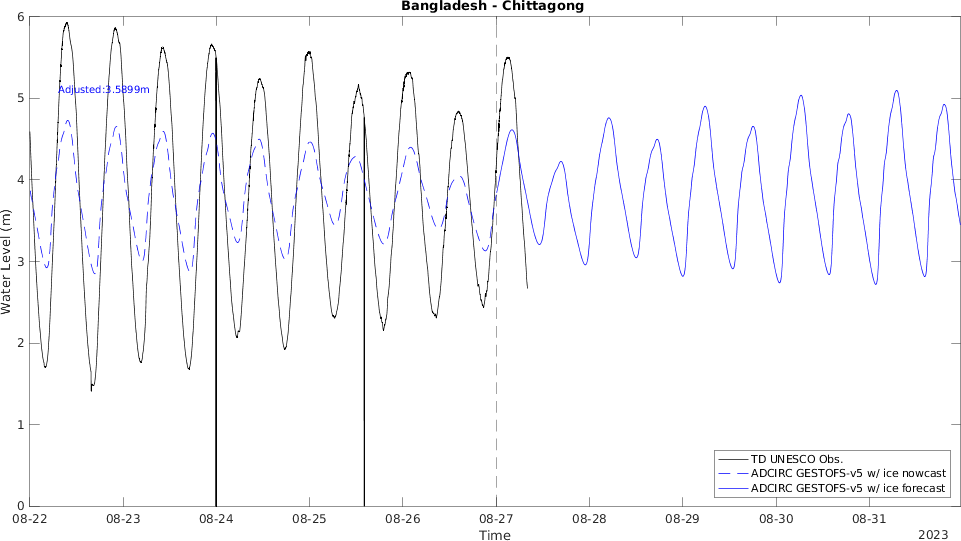 Bangladesh - Chittagong
6
5
4
3
2
1
0
Water Level (m)
Adjusted:3.5899m
TD UNESCO Obs.
ADCIRC GESTOFS-v5 w/ ice nowcast
ADCIRC GESTOFS-v5 w/ ice forecast
08-22 08-23 08-24 08-25 08-26 08-27 08-28 08-29 08-30 08-31
Time
2023